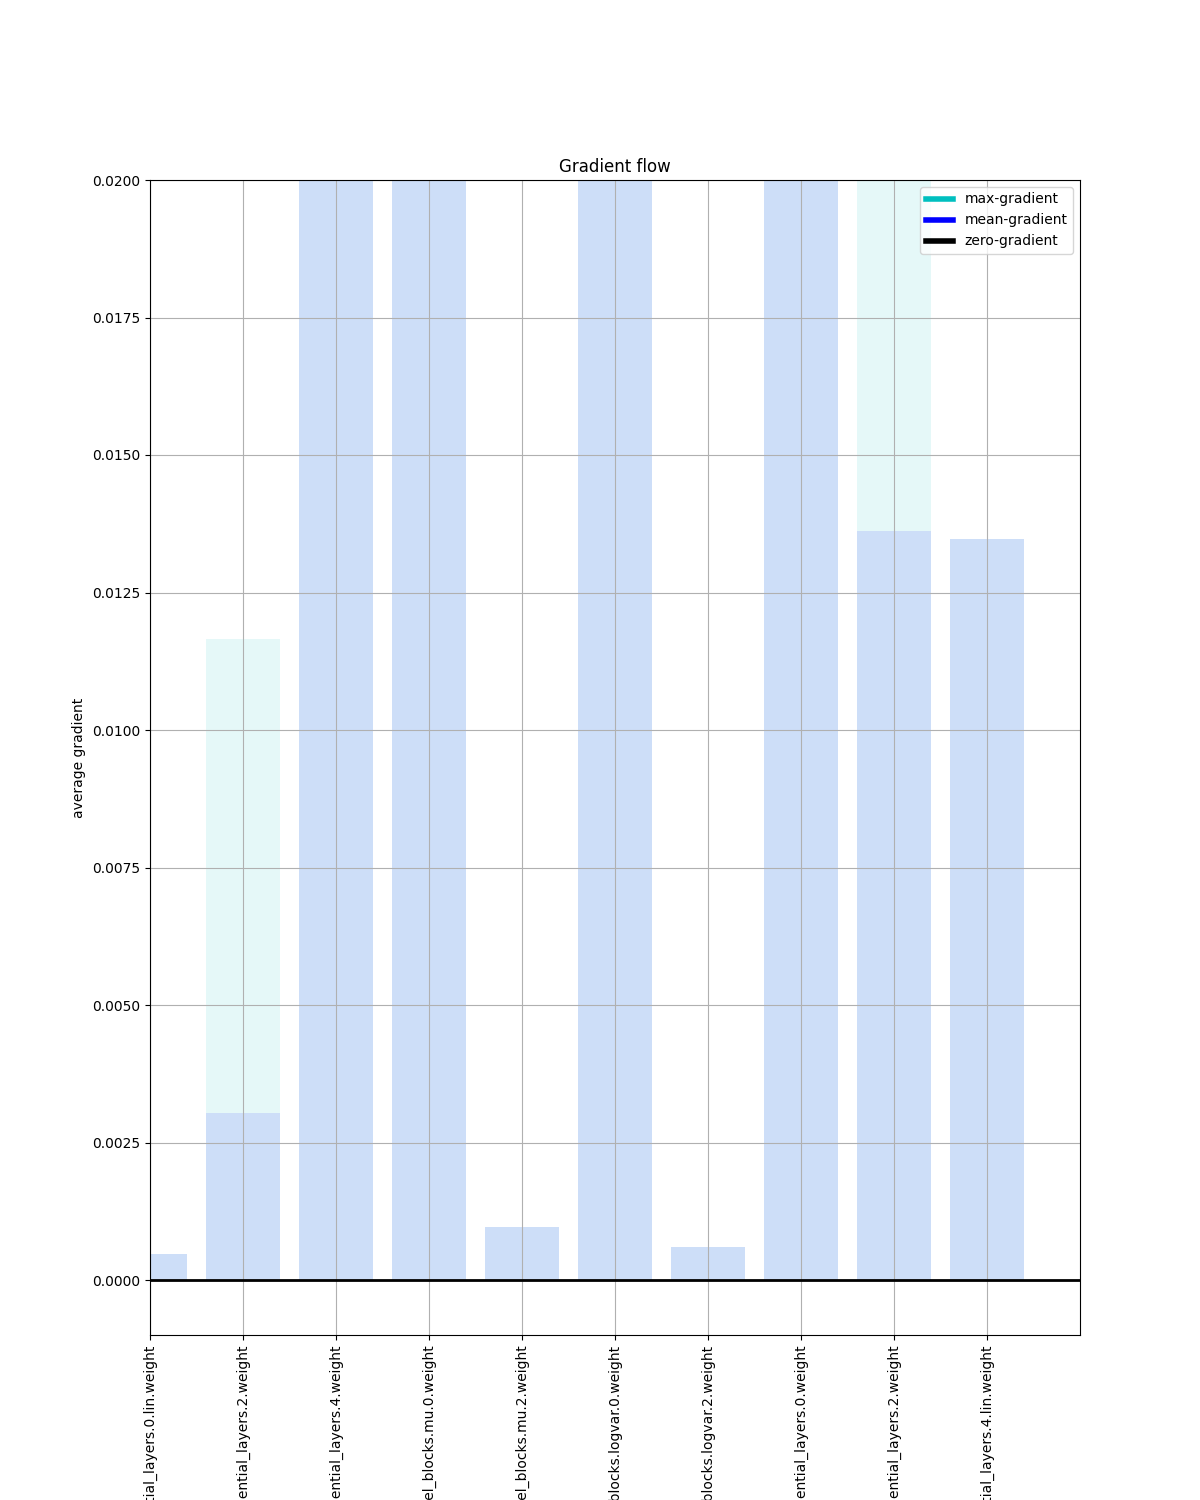 Gradient flow
max-gradient
mean-gradient
zero-gradient
0.0200
0.0175
0.0150
0.0125
0.0100
0.0075
0.0050
0.0025
0.0000
average gradient
tial_layers.0.lin.weight
ential_layers.2.weight
ential_layers.4.weight
el_blocks.mu.0.weight
el_blocks.mu.2.weight
blocks.logvar.0.weight
blocks.logvar.2.weight
ential_layers.0.weight
ential_layers.2.weight
tial_layers.4.lin.weight